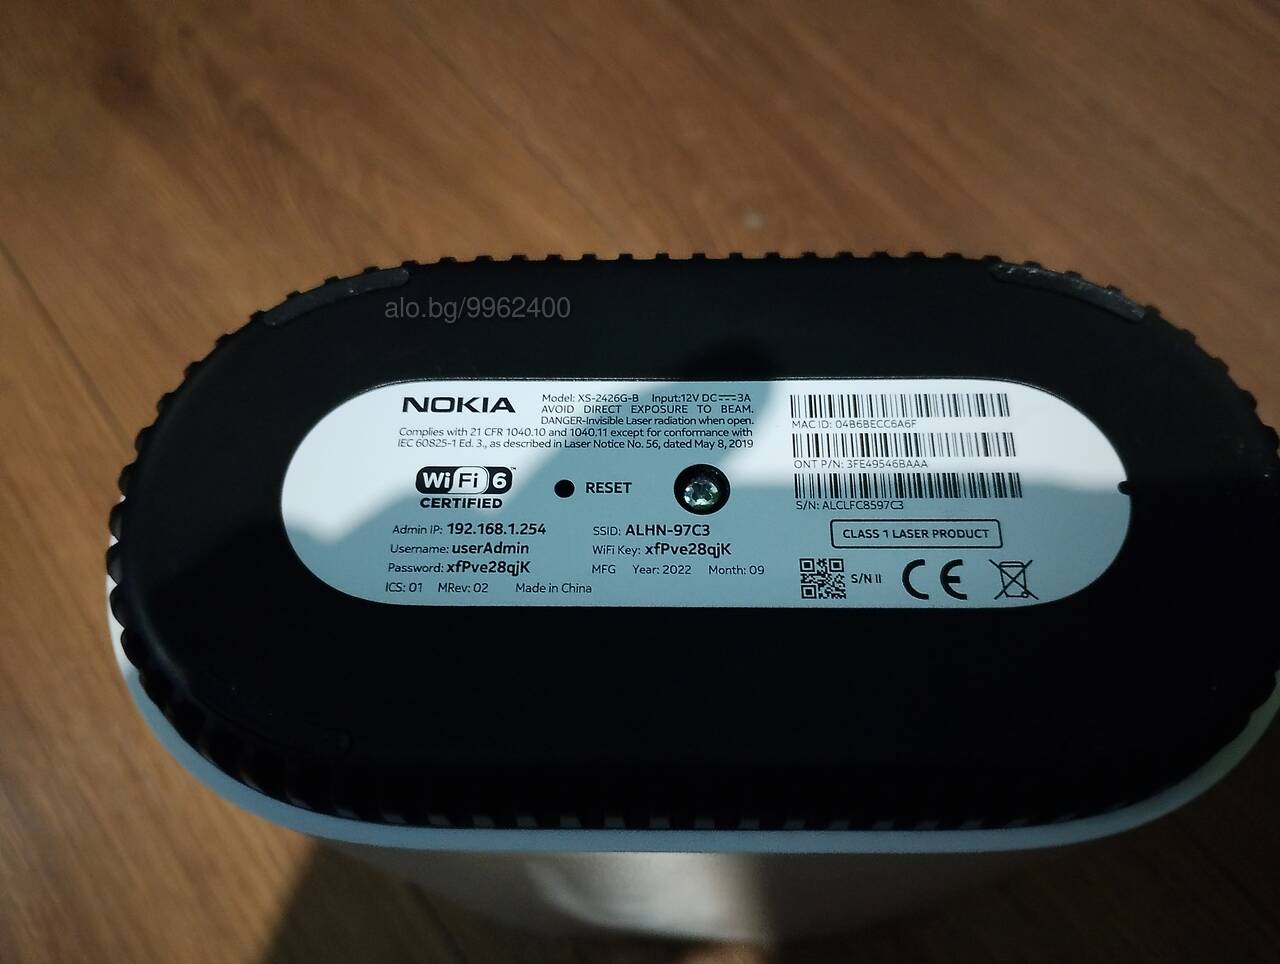 alo.bg/9962400
NOKIA
Model: XS-2426G-B Input:12V DC⎓3A
AVOID DIRECT EXPOSURE TO BEAM.
DANGER-Invisible Laser radiation when open.
Complies with 21 CFR 1040.10 and 1040.11 except for conformance with
IEC 60825-1 Ed. 3., as described in Laser Notice No. 56, dated May 8, 2019
MAC ID: 04B6BECC6A6F
ONT P/N: 3FE49546BAAA
S/N: ALCLFC8597C3
Wi Fi 6™
CERTIFIED
RESET
Admin IP: 192.168.1.254
Username: userAdmin
Password: xfPve28qjK
ICS: 01 MRev: 02 Made in China
SSID: ALHN-97C3
WiFi Key: xfPve28qjK
MFG Year: 2022 Month: 09
CLASS 1 LASER PRODUCT
S/N II
CE